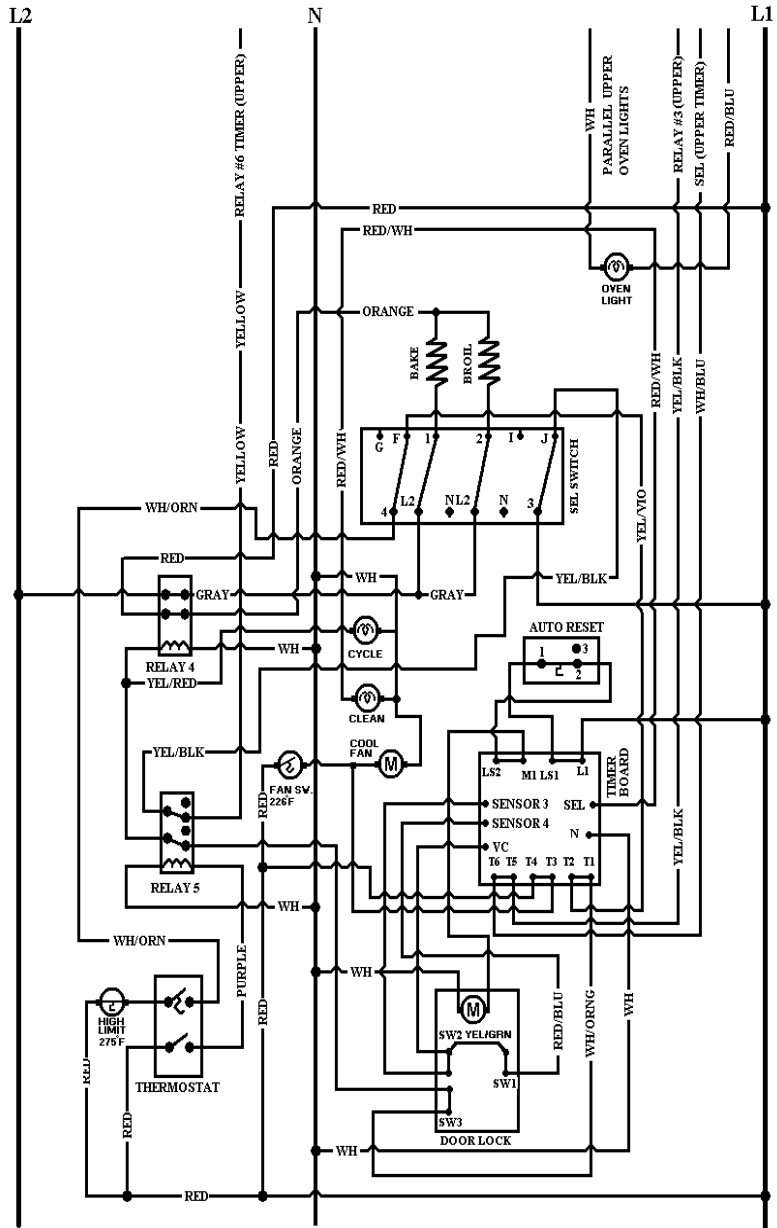 L2
N
L1
RELAY #6 TIMER (UPPER)
WH
PARALLEL UPPER
OVEN LIGHTS
RELAY #3 (UPPER)
SEL (UPPER TIMER)
RED/BLU
RED
RED/WH
OVEN
LIGHT
YELLOW
ORANGE
BAKE
BROIL
RED/WH
YEL/BLK
WH/BLU
G
F
1
2
I
J
SEL SWITCH
YELLOW
RED
ORANGE
RED/WH
WH/ORN
4
L2
N
L2
N
3
YEL/VIO
RED
WH
YEL/BLK
GRAY
GRAY
AUTO RESET
1
3
2
CYCLE
WH
RELAY 4
YEL/RED
CLEAN
YEL/BLK
COOL
FAN
M
LS2
M1
LS1
L1
TIMER
BOARD
FAN SW.
226°F
RED
SENSOR 3
SEL
SENSOR 4
N
VC
YEL/BLK
T6
T5
T4
T3
T2
T1
RELAY 5
WH
WH/ORN
PURPLE
WH
HIGH
LIMIT
275°F
RED
M
RED/BLU
WH/ORNG
WH
SW2
YEL/GRN
SW1
RED
THERMOSTAT
RED
SW3
DOOR LOCK
WH
RED